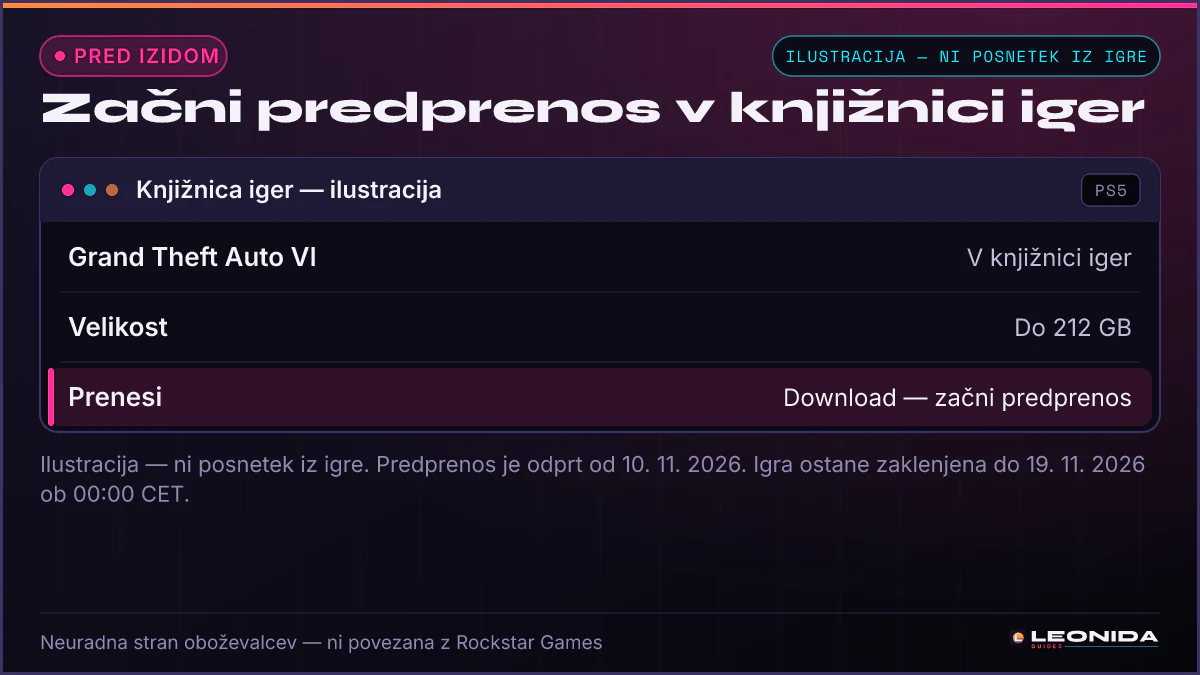 PRED IZIDOM
ILUSTRACIJA — NI POSNETEK IZ IGRE
Začni predprenos v knjižnici iger
Knjižnica iger — ilustracija
PS5
Grand Theft Auto VI
V knjižnici iger
Velikost
Do 212 GB
Prenesi
Download — začni predprenos
Ilustracija — ni posnetek iz igre. Predprenos je odprt od 10. 11. 2026. Igra ostane zaklenjena do 19. 11. 2026
ob 00:00 CET.
Neuradna stran oboževalcev — ni povezana z Rockstar Games
LEONIDA
GUIDES